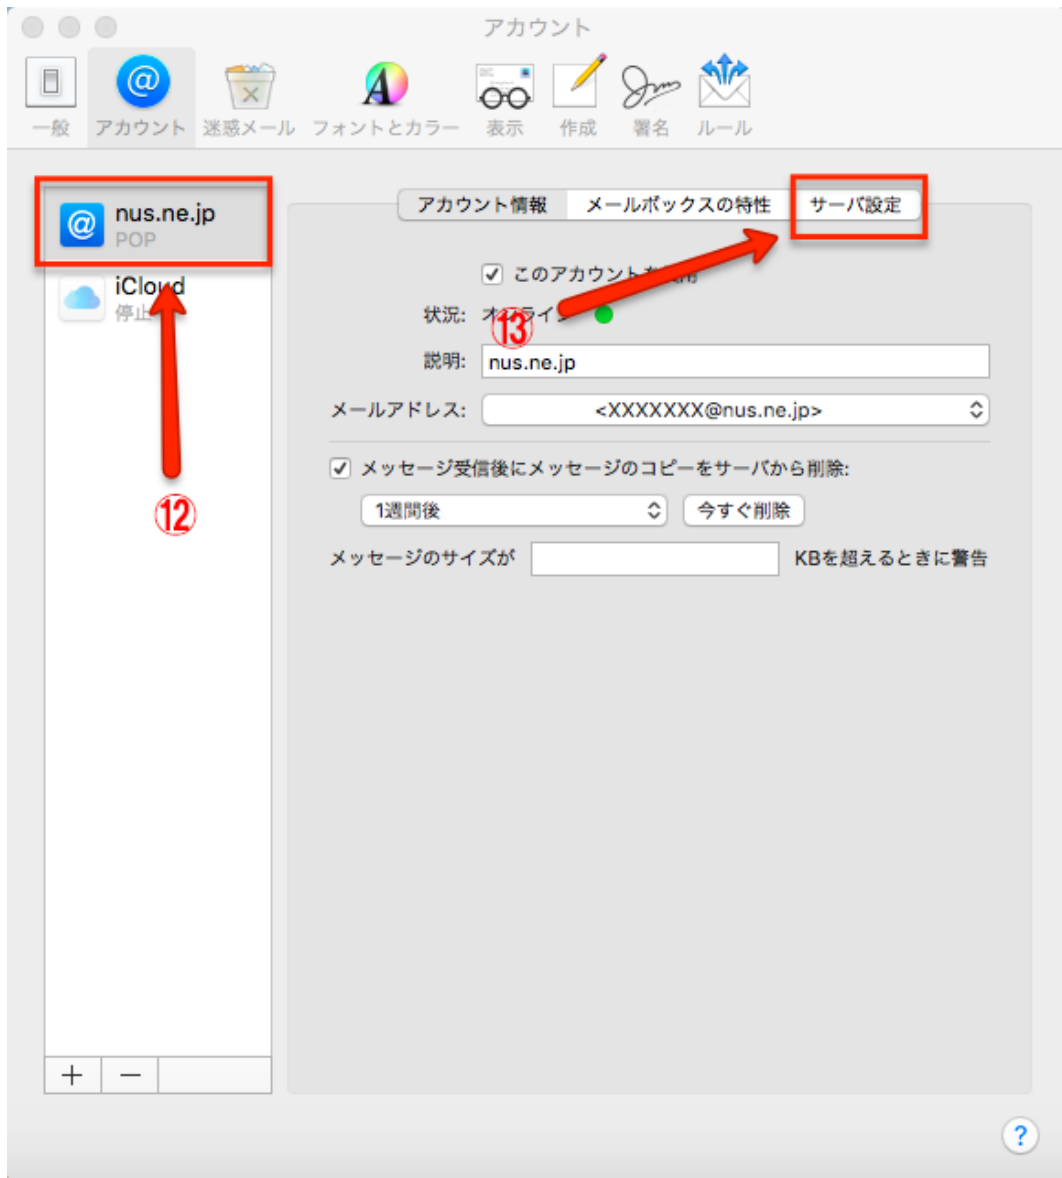 アカウント
一般 アカウント 迷惑メール フォントとカラー 表示 作成 署名 ルール
nus.ne.jp
POP
iCloud
停止
⑫
アカウント情報 メールボックスの特性 サーバ設定
このアカウントを使用
状況: オンライン
⑬
説明: nus.ne.jp
メールアドレス: <XXXXXXX@nus.ne.jp>
メッセージ受信後にメッセージのコピーをサーバから削除:
1週間後 今すぐ削除
メッセージのサイズが KBを超えるときに警告
+ −
?